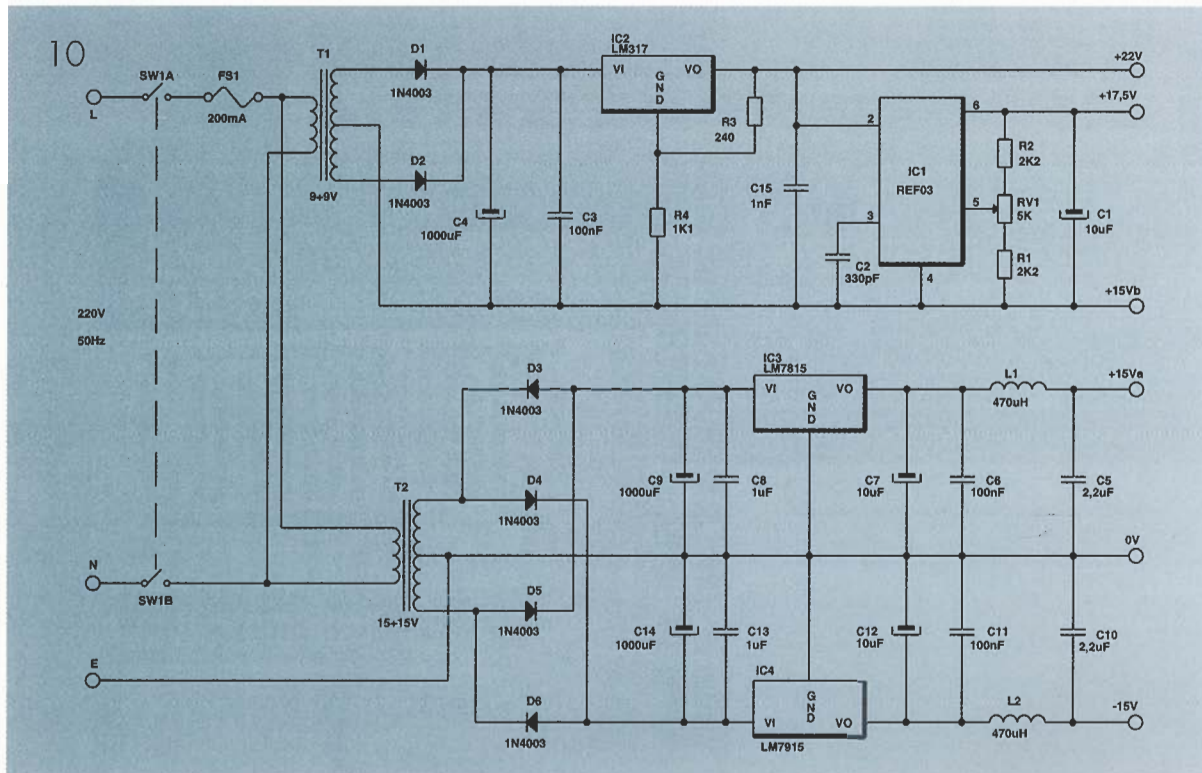 10
SW1A
FS1
L
200mA
T1
9+9V
D1
1N4003
D2
1N4003
C4
1000uF
C3
100nF
IC2
LM317
VI
GND
VO
R3
240
R4
1K1
C15
1nF
2
3
C2
330pF
IC1
REF03
6
5
4
R2
2K2
RV1
5K
R1
2K2
C1
10uF
+22V
+17,5V
+15Vb
220V
50Hz
N
SW1B
E
T2
15+15V
D3
1N4003
D4
1N4003
D5
1N4003
D6
1N4003
C9
1000uF
C8
1uF
C14
1000uF
C13
1uF
IC3
LM7815
VI
GND
VO
IC4
VI
GND
VO
LM7915
C7
10uF
C6
100nF
C12
10uF
C11
100nF
L1
470uH
C5
2,2uF
C10
2,2uF
L2
470uH
+15Va
0V
-15V